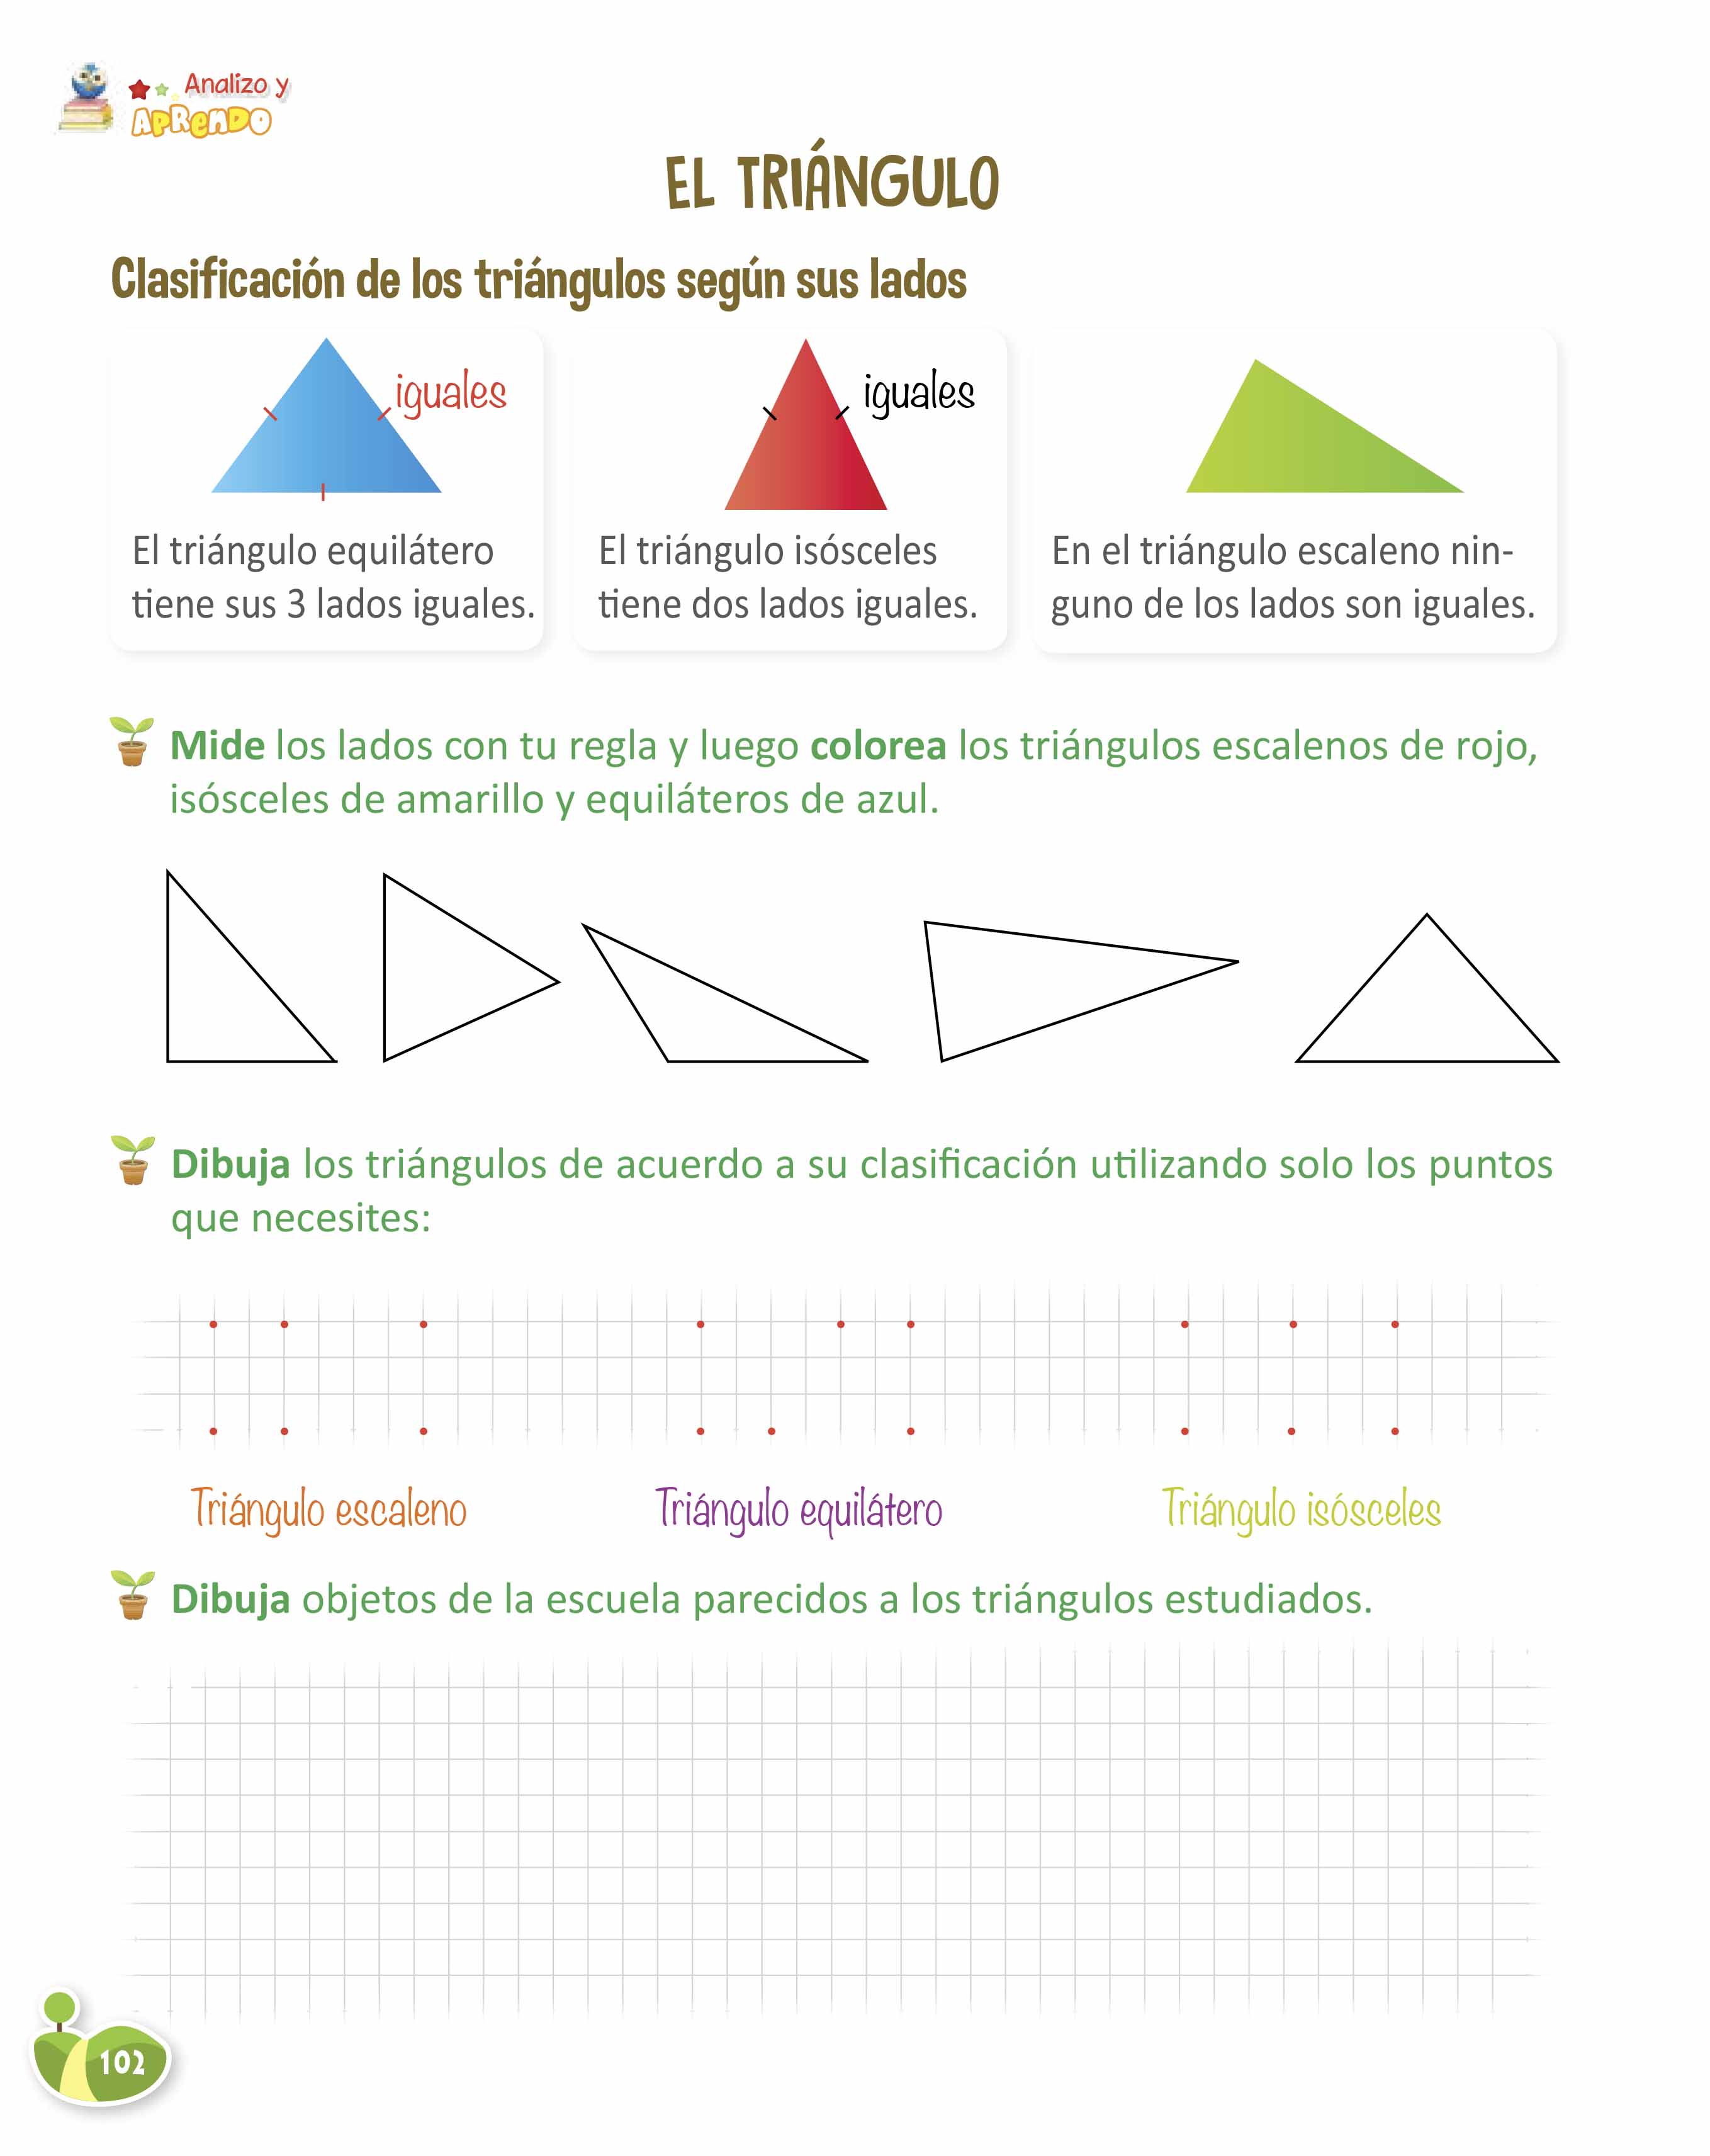 Analizo y
APRENDO
EL TRIÁNGULO
Clasificación de los triángulos según sus lados
iguales
iguales
El triángulo equilátero
tiene sus 3 lados iguales.
El triángulo isósceles
tiene dos lados iguales.
En el triángulo escaleno nin-
guno de los lados son iguales.
Mide los lados con tu regla y luego colorea los triángulos escalenos de rojo,
isósceles de amarillo y equiláteros de azul.
Dibuja los triángulos de acuerdo a su clasificación utilizando solo los puntos
que necesites:
Triángulo escaleno
Triángulo equilátero
Triángulo isósceles
Dibuja objetos de la escuela parecidos a los triángulos estudiados.
102